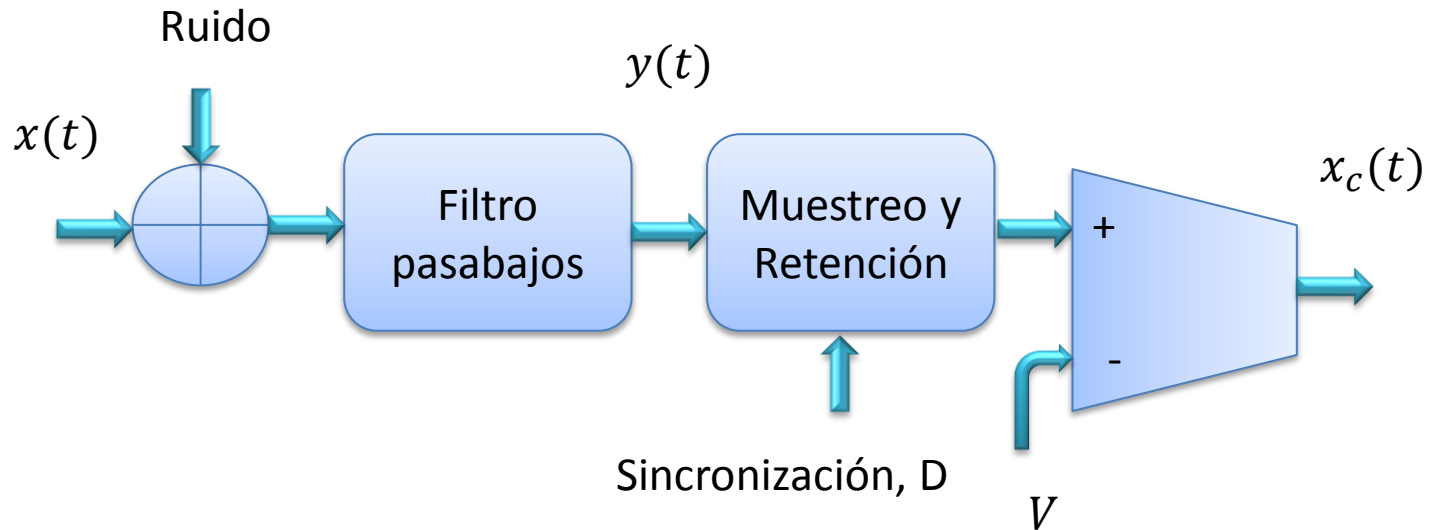 Ruido
x(t)
y(t)
Filtro
pasabajos
Muestreo y
Retención
+
-
x_c(t)
Sincronización, D
V